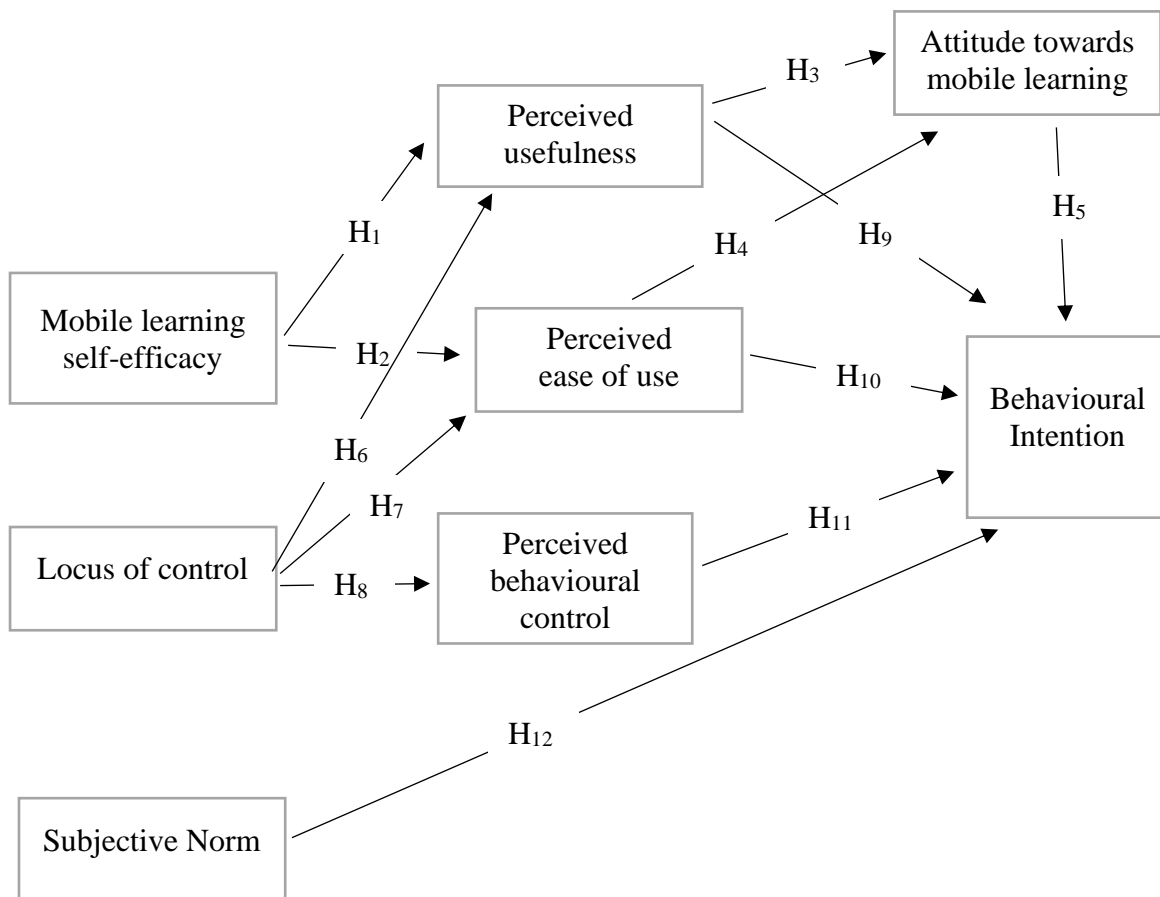 Attitude towards
mobile learning
H3
Perceived
usefulness
H1
H5
H9
H4
Mobile learning
self-efficacy
H2
Perceived
ease of use
H10
Behavioural
Intention
H6
H7
H11
Locus of control
H8
Perceived
behavioural
control
H12
Subjective Norm